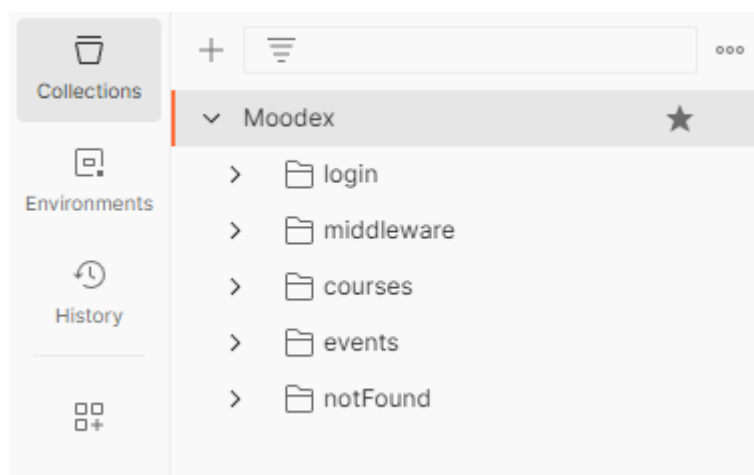 Collections
Environments
History
Moodex
login
middleware
courses
events
notFound